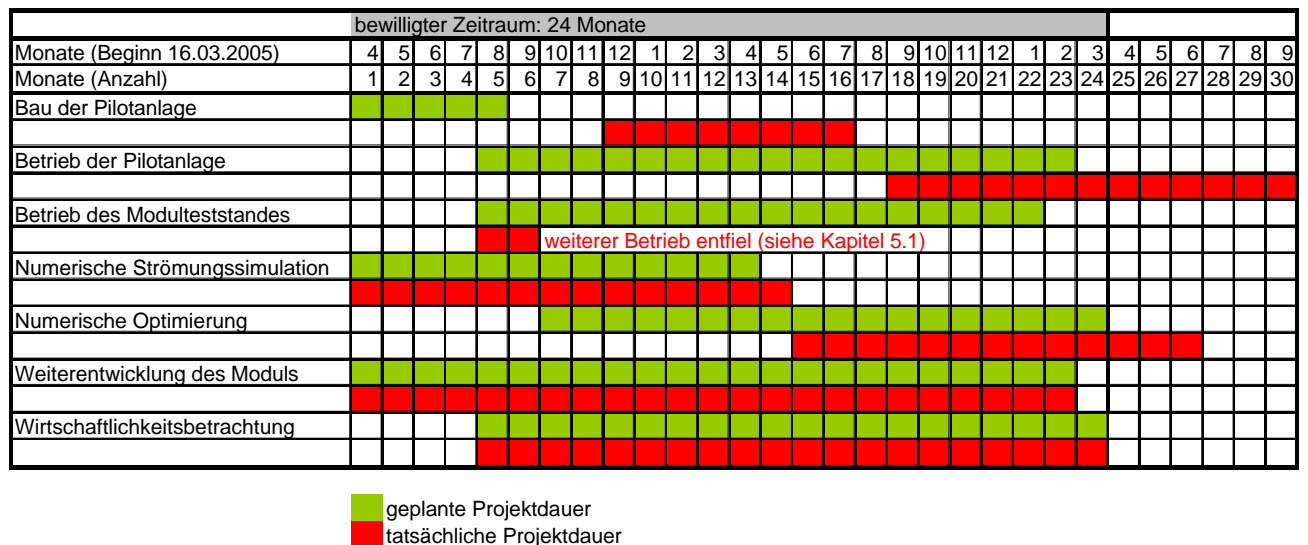 bewilligter Zeitraum: 24 Monate
Monate (Beginn 16.03.2005) 4 5 6 7 8 9 10 11 12 1 2 3 4 5 6 7 8 9 10 11 12 1 2 3 4 5 6 7 8 9
Monate (Anzahl) 1 2 3 4 5 6 7 8 9 10 11 12 13 14 15 16 17 18 19 20 21 22 23 24 25 26 27 28 29 30
Bau der Pilotanlage
Betrieb der Pilotanlage
Betrieb des Modulteststandes
weiterer Betrieb entfiel (siehe Kapitel 5.1)
Numerische Strömungssimulation
Numerische Optimierung
Weiterentwicklung des Moduls
Wirtschaftlichkeitsbetrachtung
geplante Projektdauer
tatsächliche Projektdauer